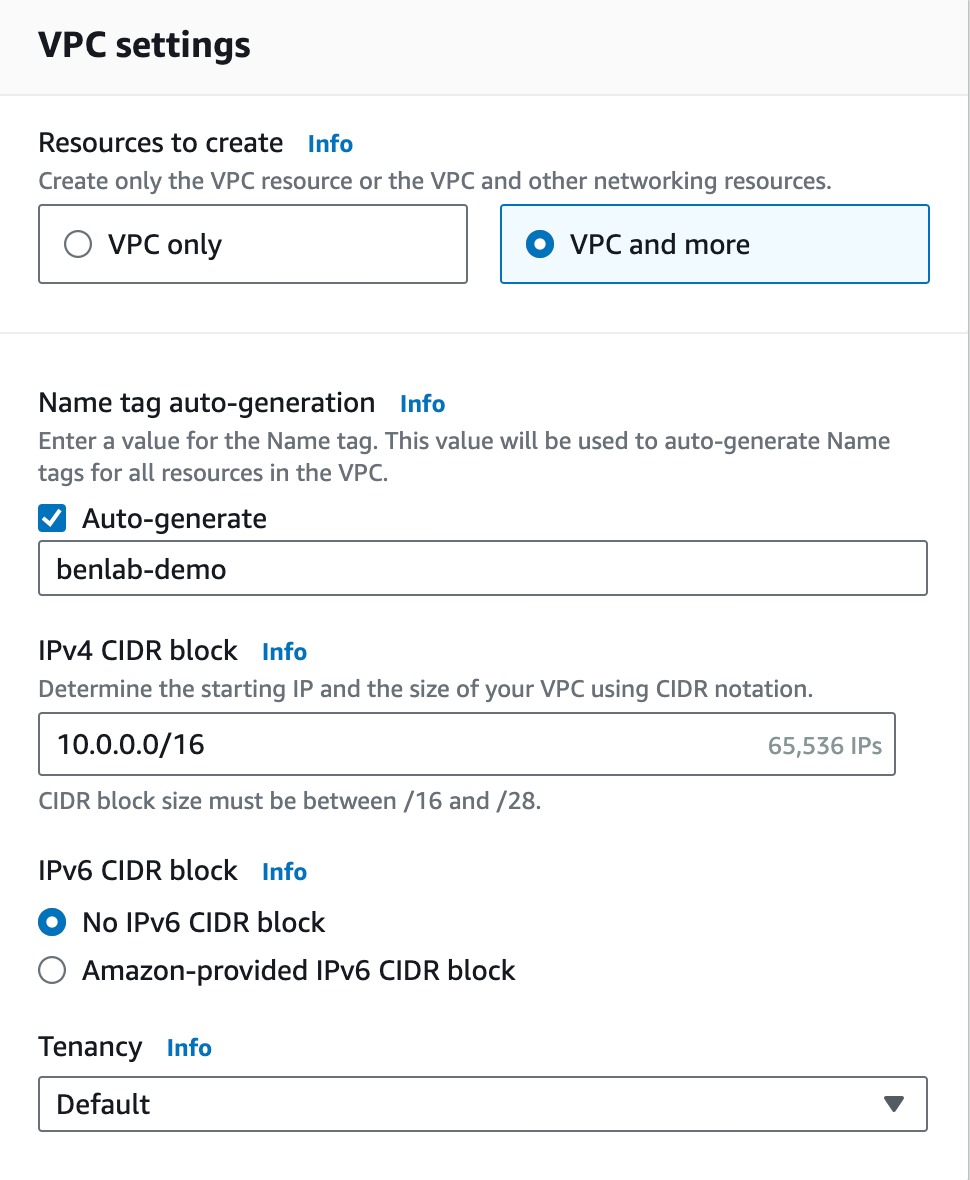 VPC settings
Resources to create Info
Create only the VPC resource or the VPC and other networking resources.
VPC only
VPC and more
Name tag auto-generation Info
Enter a value for the Name tag. This value will be used to auto-generate Name
tags for all resources in the VPC.
Auto-generate
benlab-demo
IPv4 CIDR block Info
Determine the starting IP and the size of your VPC using CIDR notation.
10.0.0.0/16 65,536 IPs
CIDR block size must be between /16 and /28.
IPv6 CIDR block Info
No IPv6 CIDR block
Amazon-provided IPv6 CIDR block
Tenancy Info
Default